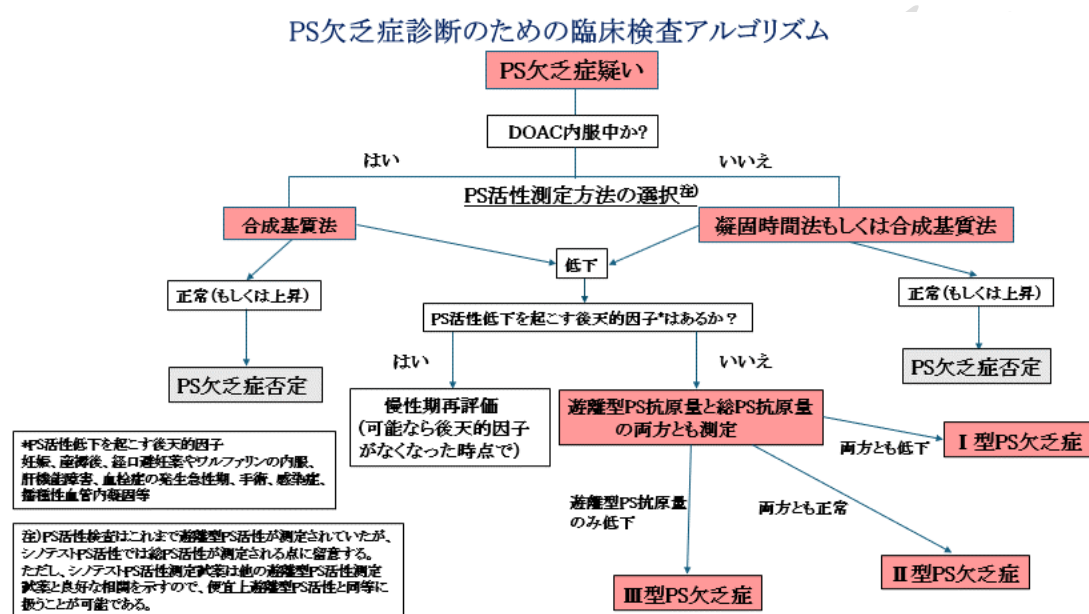 PS欠乏症診断のための臨床検査アルゴリズム
PS欠乏症疑い
DOAC内服中か?
はい
いいえ
PS活性測定方法の選択注)
合成基質法
凝固時間法もしくは合成基質法
低下
正常(もしくは上昇)
正常(もしくは上昇)
PS活性低下を起こす後天的因子*はあるか？
PS欠乏症否定
PS欠乏症否定
はい
いいえ
慢性期再評価
(可能なら後天的因子
がなくなった時点で)
遊離型PS抗原量と総PS抗原量
の両方とも測定
両方とも低下
Ⅰ型PS欠乏症
遊離型PS抗原量
のみ低下
両方とも正常
Ⅲ型PS欠乏症
Ⅱ型PS欠乏症
*PS活性低下を起こす後天的因子
妊娠、産褥後、経口避妊薬やワルファリンの内服、
肝機能障害、血栓症の発生急性期、手術、感染症、
播種性血管内凝固等
注)PS活性検査はこれまで遊離型PS活性が測定されていたが、
シノテストPS活性では総PS活性が測定される点に留意する。
ただし、シノテストPS活性測定試薬は他の遊離型PS活性測定
試薬と良好な相関を示すので、便宜上遊離型PS活性と同等に
扱うことが可能である。